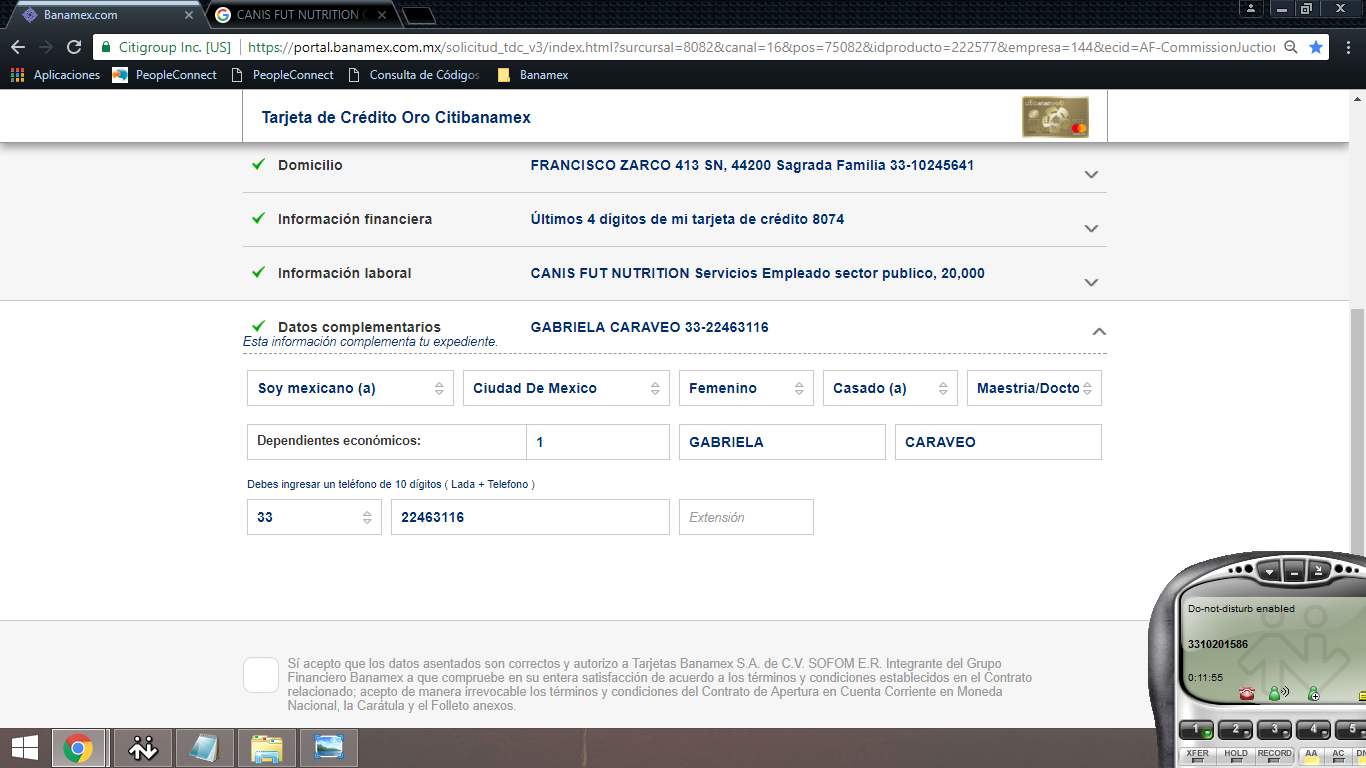 Banamex.com
CANIS FUT NUTRITION
Citigroup Inc. [US] https://portal.banamex.com.mx/solicitud_tdc_v3/index.html?surcursal=8082&canal=16&pos=75082&idproducto=222577&empresa=144&ecid=AF-CommissionJuction
Aplicaciones PeopleConnect PeopleConnect Consulta de Códigos Banamex
Tarjeta de Crédito Oro Citibanamex
Domicilio FRANCISCO ZARCO 413 SN, 44200 Sagrada Familia 33-10245641
Información financiera Últimos 4 dígitos de mi tarjeta de crédito 8074
Información laboral CANIS FUT NUTRITION Servicios Empleado sector publico, 20,000
Datos complementarios GABRIELA CARAVEO 33-22463116
Esta información complementa tu expediente.
Soy mexicano (a) Ciudad De Mexico Femenino Casado (a) Maestria/Docto
Dependientes económicos: 1 GABRIELA CARAVEO
Debes ingresar un teléfono de 10 dígitos ( Lada + Telefono )
33 22463116 Extensión
Do-not-disturb enabled
3310201586
0:11:55
Sí acepto que los datos asentados son correctos y autorizo a Tarjetas Banamex S.A. de C.V. SOFOM E.R. Integrante del Grupo
Financiero Banamex a que compruebe en su entera satisfacción de acuerdo a los términos y condiciones establecidos en el Contrato
relacionado; acepto de manera irrevocable los términos y condiciones del Contrato de Apertura en Cuenta Corriente en Moneda
Nacional, la Carátula y el Folleto anexos.
1 2 3 4 5
XFER HOLD RECORD AA AC